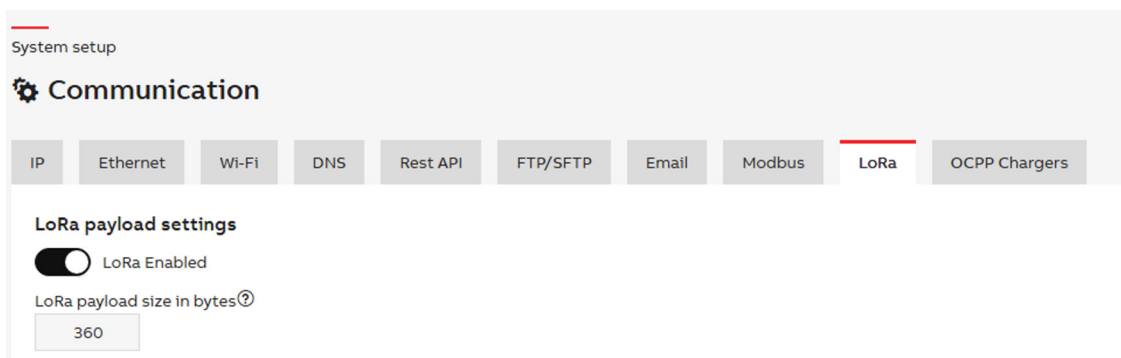 System setup
Communication
IP Ethernet Wi-Fi DNS Rest API FTP/SFTP Email Modbus LoRa OCPP Chargers
LoRa payload settings
LoRa Enabled
LoRa payload size in bytes?
360